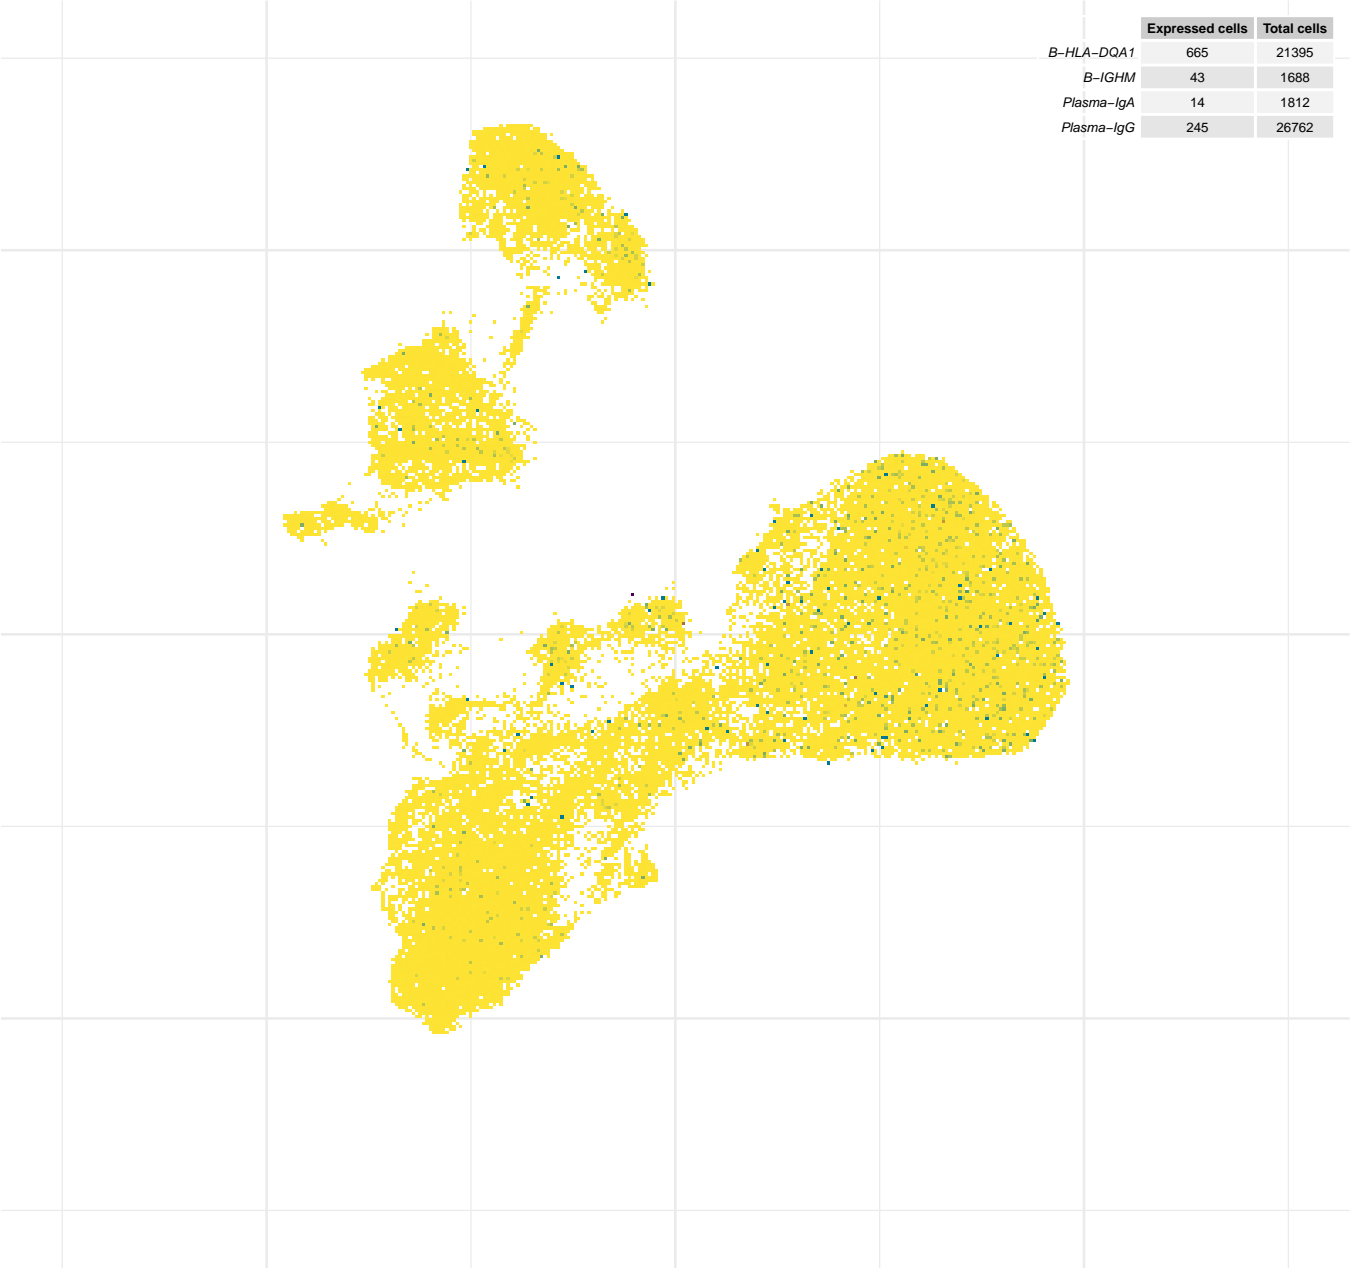 Expressed cells Total cells
B−HLA−DQA1 665 21395
B−IGHM 43 1688
Plasma−IgA 14 1812
Plasma−IgG 245 26762